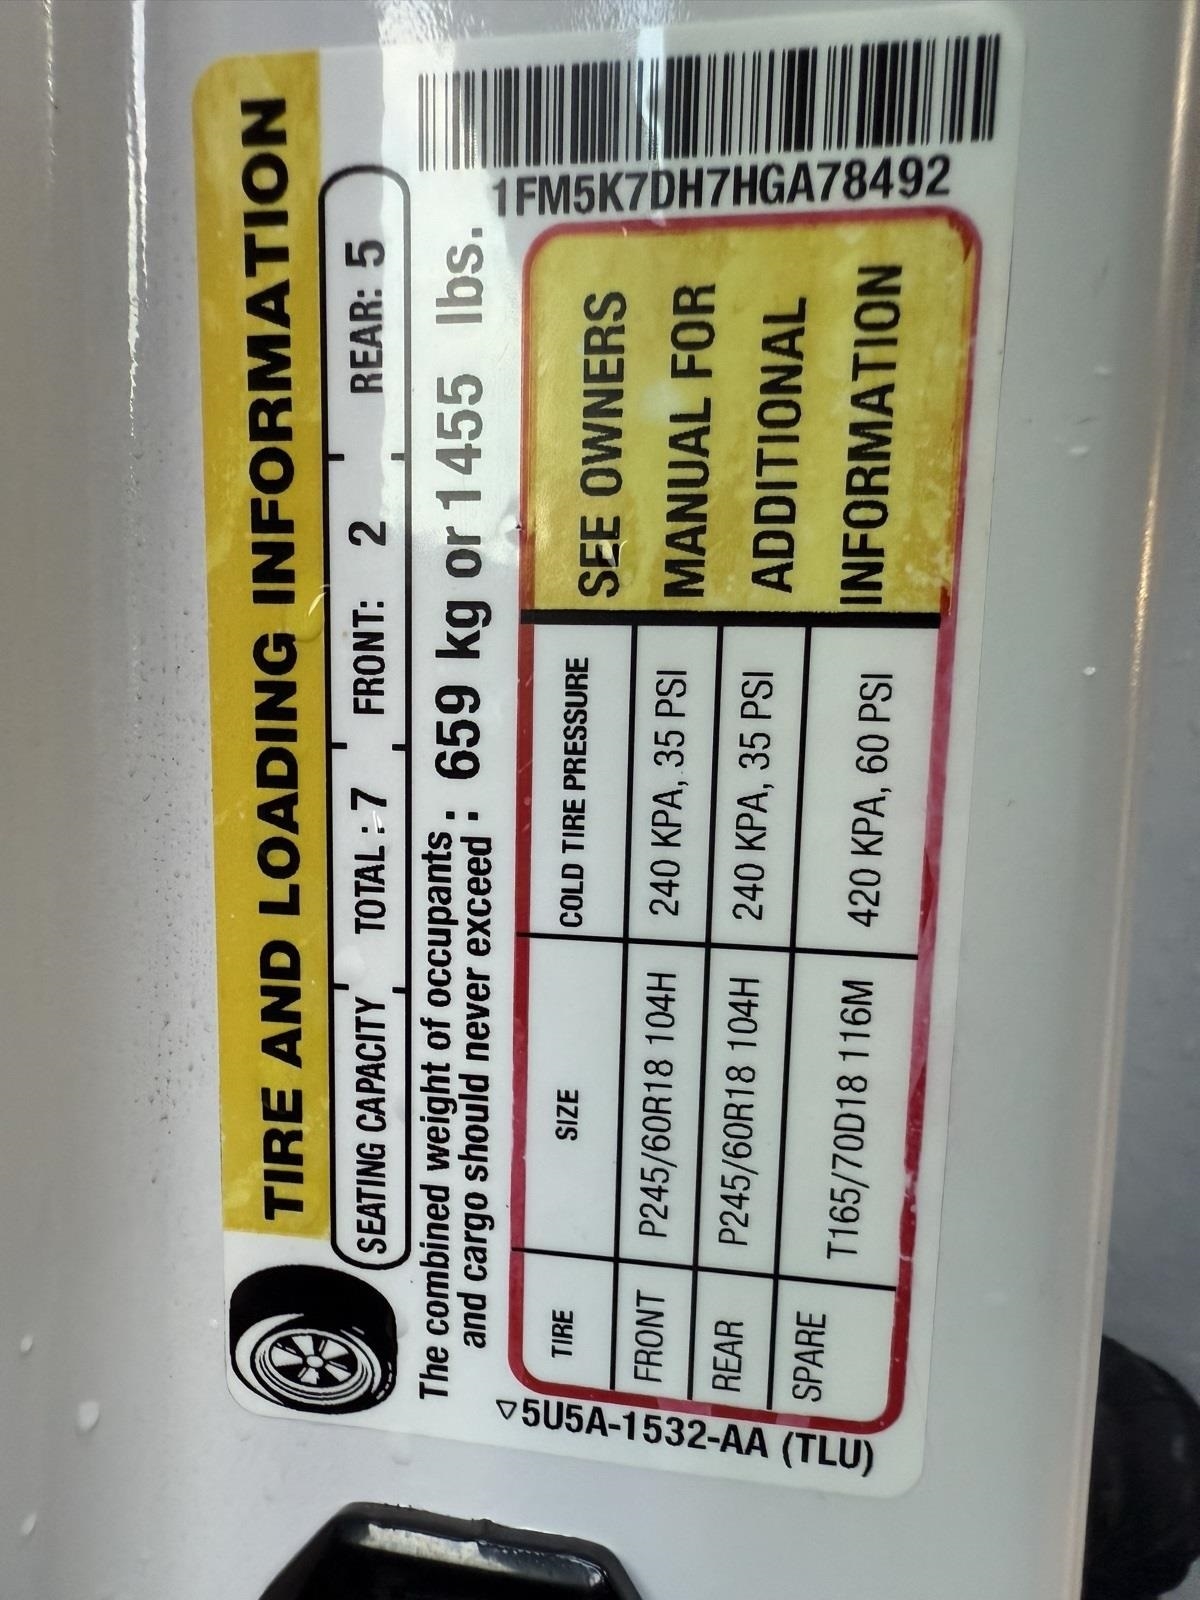 TIRE AND LOADING INFORMATION
SEATING CAPACITY TOTAL : 7 FRONT: 2 REAR: 5
The combined weight of occupants : 659 kg or 1455 lbs.
and cargo should never exceed :
1FM5K7DH7HGA78492
TIRE SIZE COLD TIRE PRESSURE
FRONT P245/60R18 104H 240 KPA, 35 PSI
REAR P245/60R18 104H 240 KPA, 35 PSI
SPARE T165/70D18 116M 420 KPA, 60 PSI
SEE OWNERS
MANUAL FOR
ADDITIONAL
INFORMATION
▽5U5A-1532-AA (TLU)